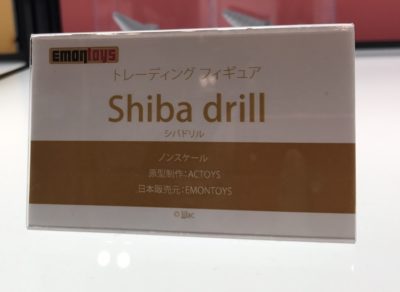 EMONtoys
トレーディング フィギュア
Shiba drill
シバドリル
ノンスケール
原型制作:ACTOYS
日本販売元:EMONTOYS